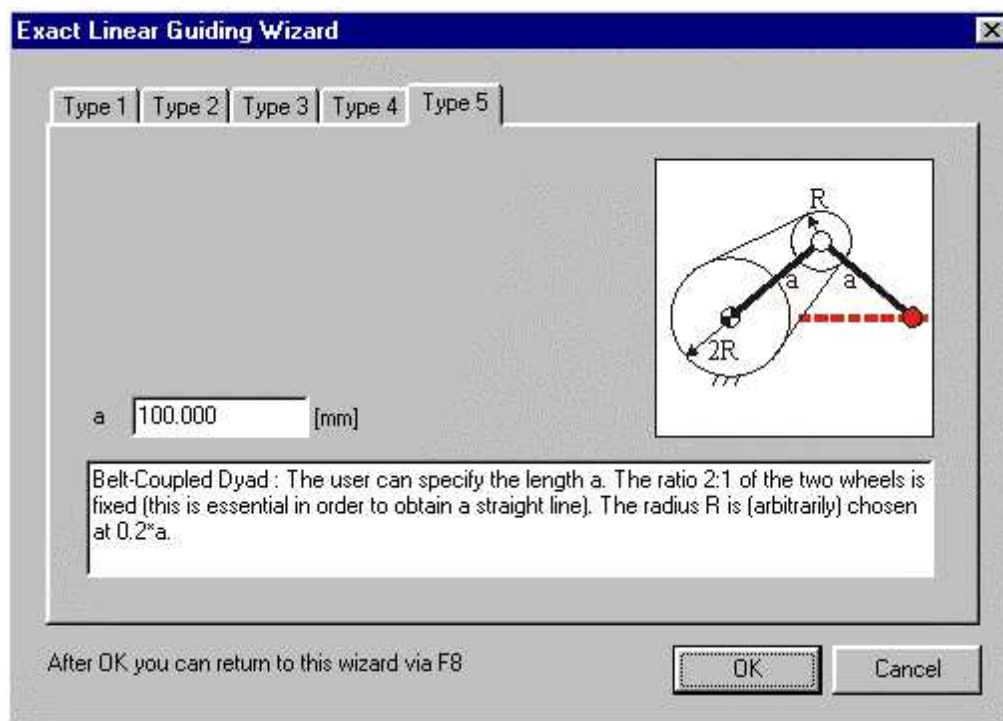 Exact Linear Guiding Wizard
Type 1 Type 2 Type 3 Type 4 Type 5
R
a a
2R
a 100.000 [mm]
Belt-Coupled Dyad : The user can specify the length a. The ratio 2:1 of the two wheels is
fixed (this is essential in order to obtain a straight line). The radius R is (arbitrarily) chosen
at 0.2*a.
After OK you can return to this wizard via F8
OK Cancel